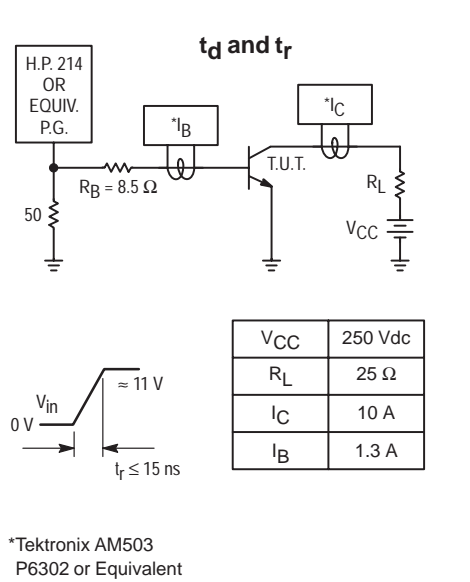 td and tr
H.P. 214
OR
EQUIV.
P.G.
*IB
*IC
T.U.T.
RB = 8.5 Ω
50
RL
VCC
VCC 250 Vdc
RL 25 Ω
IC 10 A
IB 1.3 A
≈ 11 V
Vin
0 V
tr ≤ 15 ns
*Tektronix AM503
P6302 or Equivalent